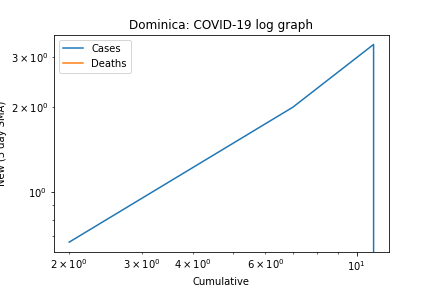 Dominica: COVID-19 log graph
Cases
Deaths
3 × 10⁰
2 × 10⁰
10⁰
New (3 day SMA)
2 × 10⁰ 3 × 10⁰ 4 × 10⁰ 6 × 10⁰ 10¹
Cumulative